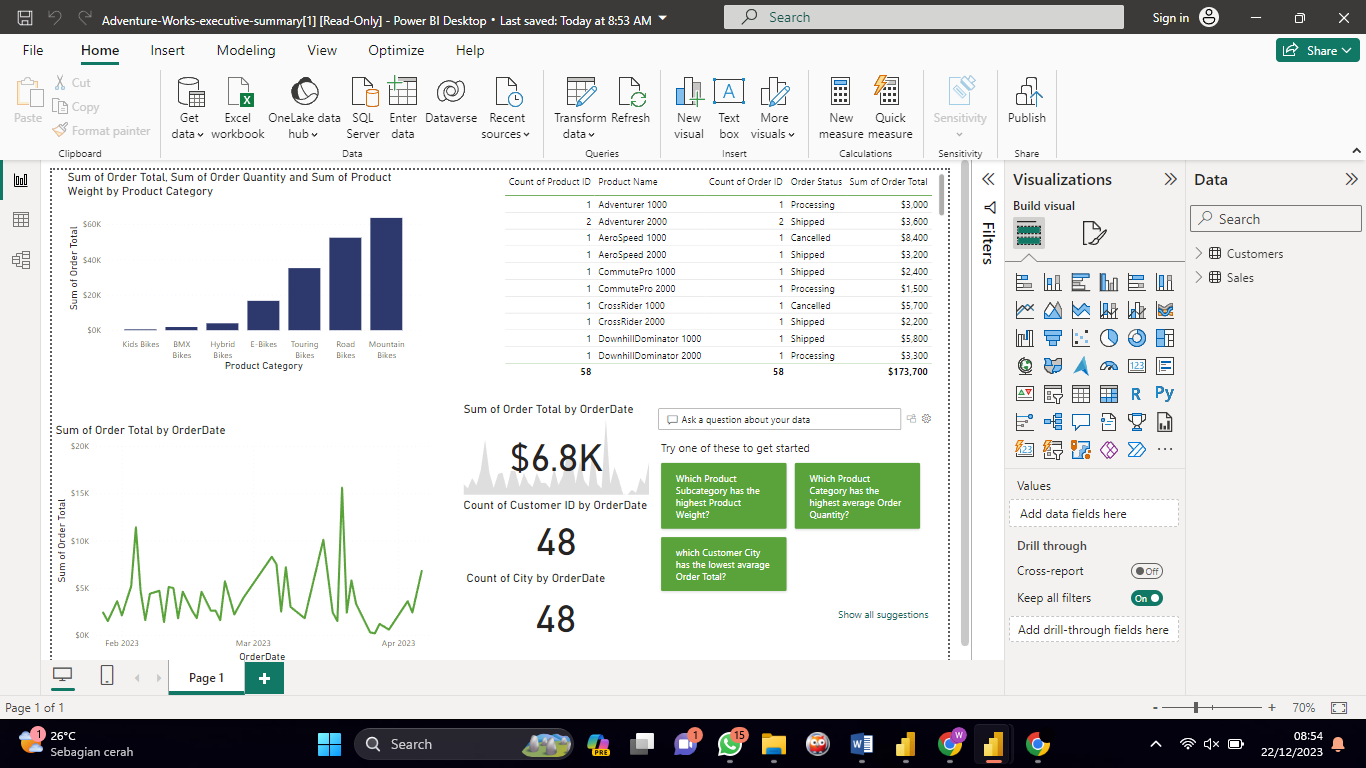 Adventure-Works-executive-summary[1] [Read-Only] - Power BI Desktop • Last saved: Today at 8:53 AM
Search
Sign in
File
Home
Insert
Modeling
View
Optimize
Help
Share
Paste
Cut
Copy
Format painter
Clipboard
Get data
Excel workbook
OneLake data hub
SQL Server
Enter data
Dataverse
Recent sources
Data
Transform data
Refresh
Queries
New visual
Text box
More visuals
Insert
New measure
Quick measure
Calculations
Sensitivity
Sensitivity
Publish
Share
Sum of Order Total, Sum of Order Quantity and Sum of Product
Weight by Product Category
Sum of Order Total
$60K
$40K
$20K
$0K
Kids Bikes
BMX Bikes
Hybrid Bikes
E-Bikes
Touring Bikes
Road Bikes
Mountain Bikes
Product Category
Count of Product ID Product Name Count of Order ID Order Status Sum of Order Total
1 Adventurer 1000 1 Processing $3,000
2 Adventurer 2000 2 Shipped $3,600
1 AeroSpeed 1000 1 Cancelled $8,400
1 AeroSpeed 2000 1 Shipped $3,200
1 CommutePro 1000 1 Shipped $2,400
1 CommutePro 2000 1 Processing $1,500
1 CrossRider 1000 1 Cancelled $5,700
1 CrossRider 2000 1 Shipped $2,200
1 DownhillDominator 1000 1 Shipped $5,800
1 DownhillDominator 2000 1 Processing $3,300
58 58 $173,700
Sum of Order Total by OrderDate
Sum of Order Total
$20K
$15K
$10K
$5K
$0K
Feb 2023
Mar 2023
Apr 2023
OrderDate
Sum of Order Total by OrderDate
$6.8K
Count of Customer ID by OrderDate
48
Count of City by OrderDate
48
Ask a question about your data
Try one of these to get started
Which Product
Subcategory has the
highest Product
Weight?
Which Product
Category has the
highest average Order
Quantity?
which Customer City
has the lowest avarage
Order Total?
Show all suggestions
Filters
Visualizations
Build visual
123
R
Py
123
Values
Add data fields here
Drill through
Cross-report
Off
Keep all filters
On
Add drill-through fields here
Data
Search
Customers
Sales
Page 1
Page 1 of 1
- + 70%
1
26°C
Sebagian cerah
Search
PRE
1
15
W
W
08:54
22/12/2023